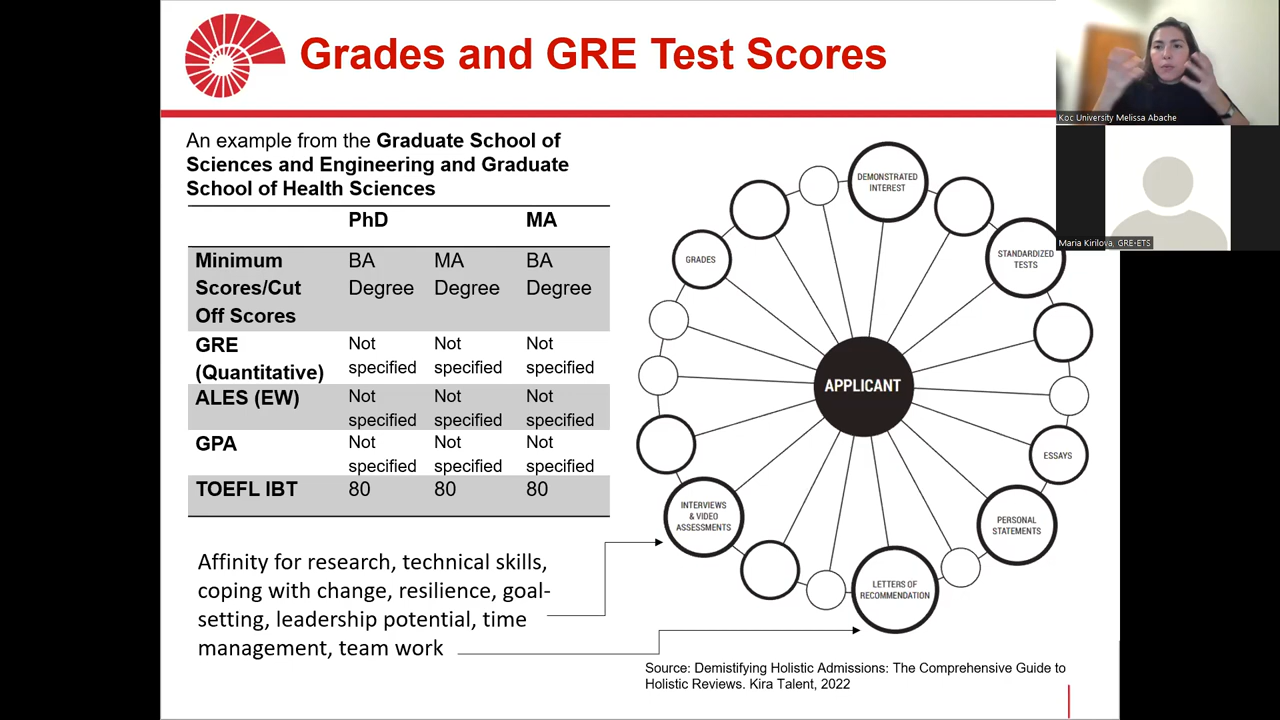 Grades and GRE Test Scores
An example from the Graduate School of
Sciences and Engineering and Graduate
School of Health Sciences
PhD MA
Minimum BA MA BA
Scores/Cut Degree Degree Degree
Off Scores
GRE Not Not Not
(Quantitative) specified specified specified
ALES (EW) Not Not Not
specified specified specified
GPA Not Not Not
specified specified specified
TOEFL IBT 80 80 80
Affinity for research, technical skills,
coping with change, resilience, goal-
setting, leadership potential, time
management, team work
DEMONSTRATED
INTEREST
GRADES
STANDARDIZED
TESTS
APPLICANT
ESSAYS
INTERVIEWS
& VIDEO
ASSESSMENTS
PERSONAL
STATEMENTS
LETTERS OF
RECOMMENDATION
Source: Demistifying Holistic Admissions: The Comprehensive Guide to
Holistic Reviews. Kira Talent, 2022
Koc University Melissa Abache
Maria Kirilova, GRE-ETS